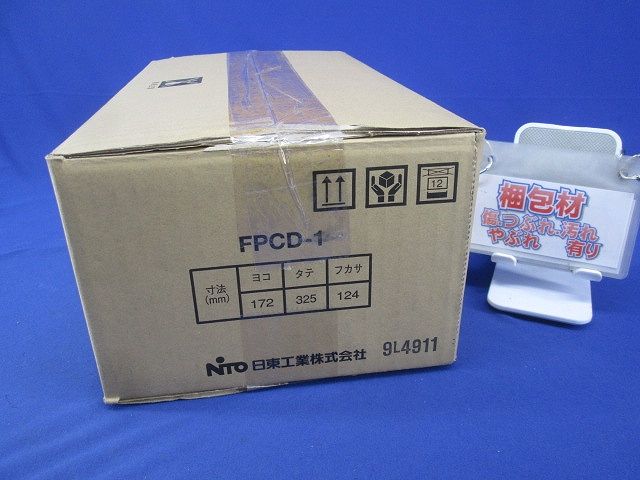 12
FPCD-1
寸法 (mm) ヨコ タテ フカサ
172 325 124
NiTO 日東工業株式会社
9L4911
梱包材
傷、つぶれ、汚れ
やぶれ 有り